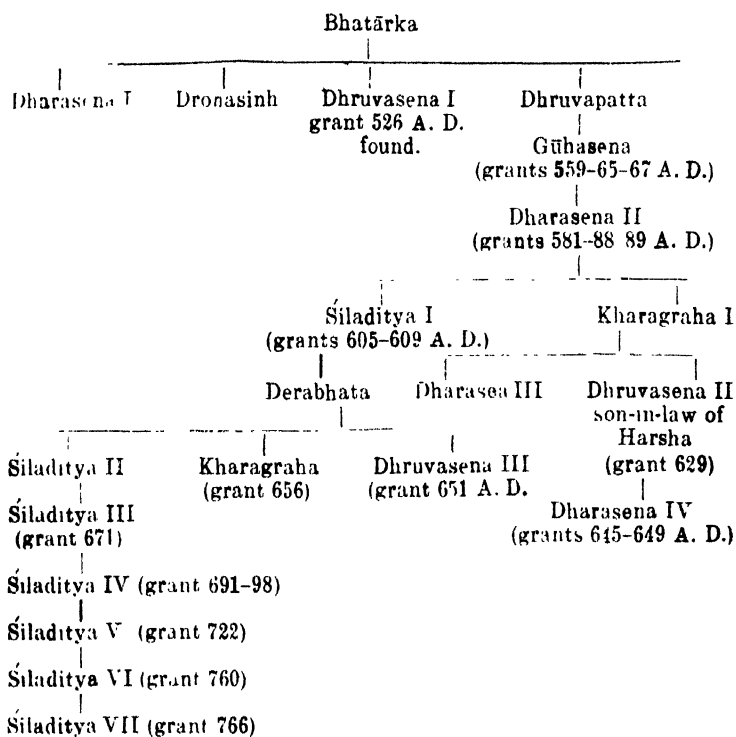 Bhatārka
Dharasena I Dronasinh Dhruvasena I Dhruvapatta
grant 526 A. D.
found. Gūhasena
(grants 559-65-67 A. D.)
Dharasena II
(grants 581-88 89 A. D.)
Śiladitya I Kharagraha I
(grants 605-609 A. D.)
Derabhata Dharasea III Dhruvasena II
son-in-law of
Harsha
Śiladitya II Kharagraha Dhruvasena III (grant 629)
(grant 656) (grant 651 A. D.
Śiladitya III Dharasena IV
(grant 671) (grants 645-649 A. D.)
Śiladitya IV (grant 691-98)
Śiladitya V (grant 722)
Śiladitya VI (grant 760)
Śiladitya VII (grant 766)